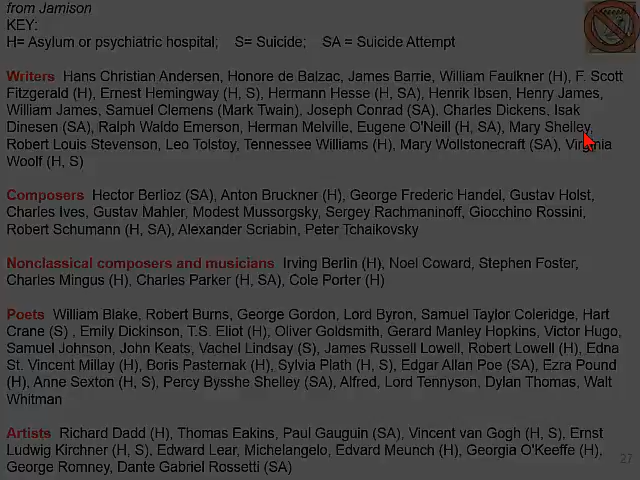 from Jamison
KEY:
H= Asylum or psychiatric hospital; S= Suicide; SA = Suicide Attempt
Writers Hans Christian Andersen, Honore de Balzac, James Barrie, William Faulkner (H), F. Scott
Fitzgerald (H), Ernest Hemingway (H, S), Hermann Hesse (H, SA), Henrik Ibsen, Henry James,
William James, Samuel Clemens (Mark Twain), Joseph Conrad (SA), Charles Dickens, Isak
Dinesen (SA), Ralph Waldo Emerson, Herman Melville, Eugene O'Neill (H, SA), Mary Shelley,
Robert Louis Stevenson, Leo Tolstoy, Tennessee Williams (H), Mary Wollstonecraft (SA), Virginia
Woolf (H, S)
Composers Hector Berlioz (SA), Anton Bruckner (H), George Frederic Handel, Gustav Holst,
Charles Ives, Gustav Mahler, Modest Mussorgsky, Sergey Rachmaninoff, Giocchino Rossini,
Robert Schumann (H, SA), Alexander Scriabin, Peter Tchaikovsky
Nonclassical composers and musicians Irving Berlin (H), Noel Coward, Stephen Foster,
Charles Mingus (H), Charles Parker (H, SA), Cole Porter (H)
Poets William Blake, Robert Burns, George Gordon, Lord Byron, Samuel Taylor Coleridge, Hart
Crane (S) , Emily Dickinson, T.S. Eliot (H), Oliver Goldsmith, Gerard Manley Hopkins, Victor Hugo,
Samuel Johnson, John Keats, Vachel Lindsay (S), James Russell Lowell, Robert Lowell (H), Edna
St. Vincent Millay (H), Boris Pasternak (H), Sylvia Plath (H, S), Edgar Allan Poe (SA), Ezra Pound
(H), Anne Sexton (H, S), Percy Bysshe Shelley (SA), Alfred, Lord Tennyson, Dylan Thomas, Walt
Whitman
Artists Richard Dadd (H), Thomas Eakins, Paul Gauguin (SA), Vincent van Gogh (H, S), Ernst
Ludwig Kirchner (H, S), Edward Lear, Michelangelo, Edvard Meunch (H), Georgia O'Keeffe (H),
George Romney, Dante Gabriel Rossetti (SA)
27